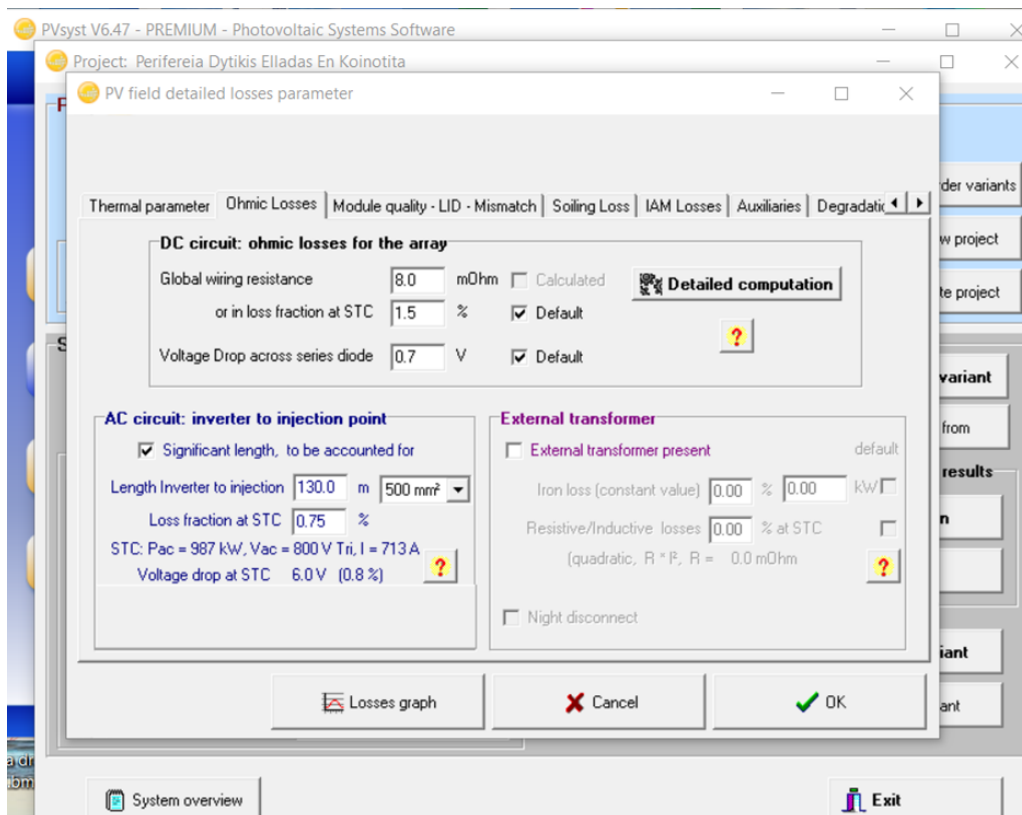 PVsyst V6.47 - PREMIUM - Photovoltaic Systems Software
Project: Perifereia Dytikis Elladas En Koinotita
PV field detailed losses parameter
der variants
w project
te project
Thermal parameter Ohmic Losses Module quality - LID - Mismatch Soiling Loss IAM Losses Auxiliaries Degradatic
DC circuit: ohmic losses for the array
Global wiring resistance 8.0 mOhm Calculated Detailed computation
or in loss fraction at STC 1.5 % Default
?
Voltage Drop across series diode 0.7 V Default
variant
from
results
n
AC circuit: inverter to injection point
Significant length, to be accounted for
Length Inverter to injection 130.0 m 500 mm²
Loss fraction at STC 0.75 %
STC: Pac = 987 kW, Vac = 800 V Tri, I = 713 A
Voltage drop at STC 6.0 V (0.8 %)
?
External transformer
External transformer present default
Iron loss (constant value) 0.00 % 0.00 kW
Resistive/Inductive losses 0.00 % at STC
(quadratic, R * I², R = 0.0 mOhm
?
Night disconnect
iant
ant
Losses graph Cancel OK
System overview Exit